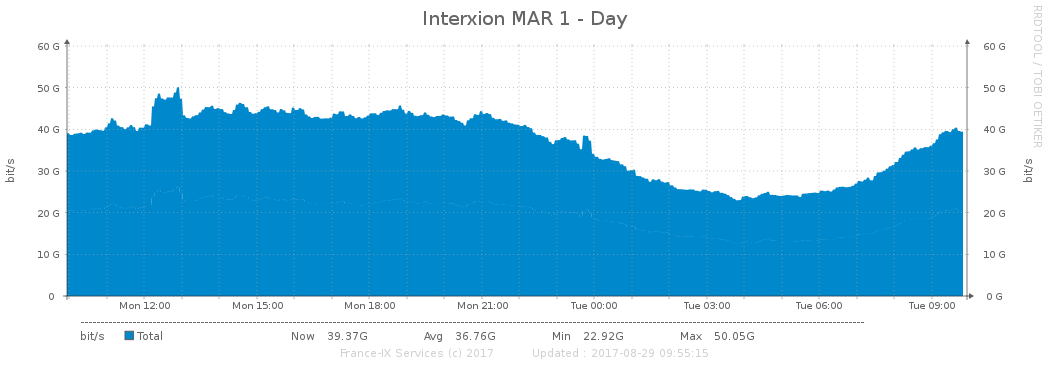 Interxion MAR 1 - Day
RRDTOOL / TOBI OETIKER
60 G 60 G
50 G 50 G
40 G 40 G
30 G 30 G
20 G 20 G
10 G 10 G
0 0 G
bit/s bit/s
Mon 12:00 Mon 15:00 Mon 18:00 Mon 21:00 Tue 00:00 Tue 03:00 Tue 06:00 Tue 09:00
bit/s Total Now 39.37G Avg 36.76G Min 22.92G Max 50.05G
France-IX Services (c) 2017 Updated : 2017-08-29 09:55:15